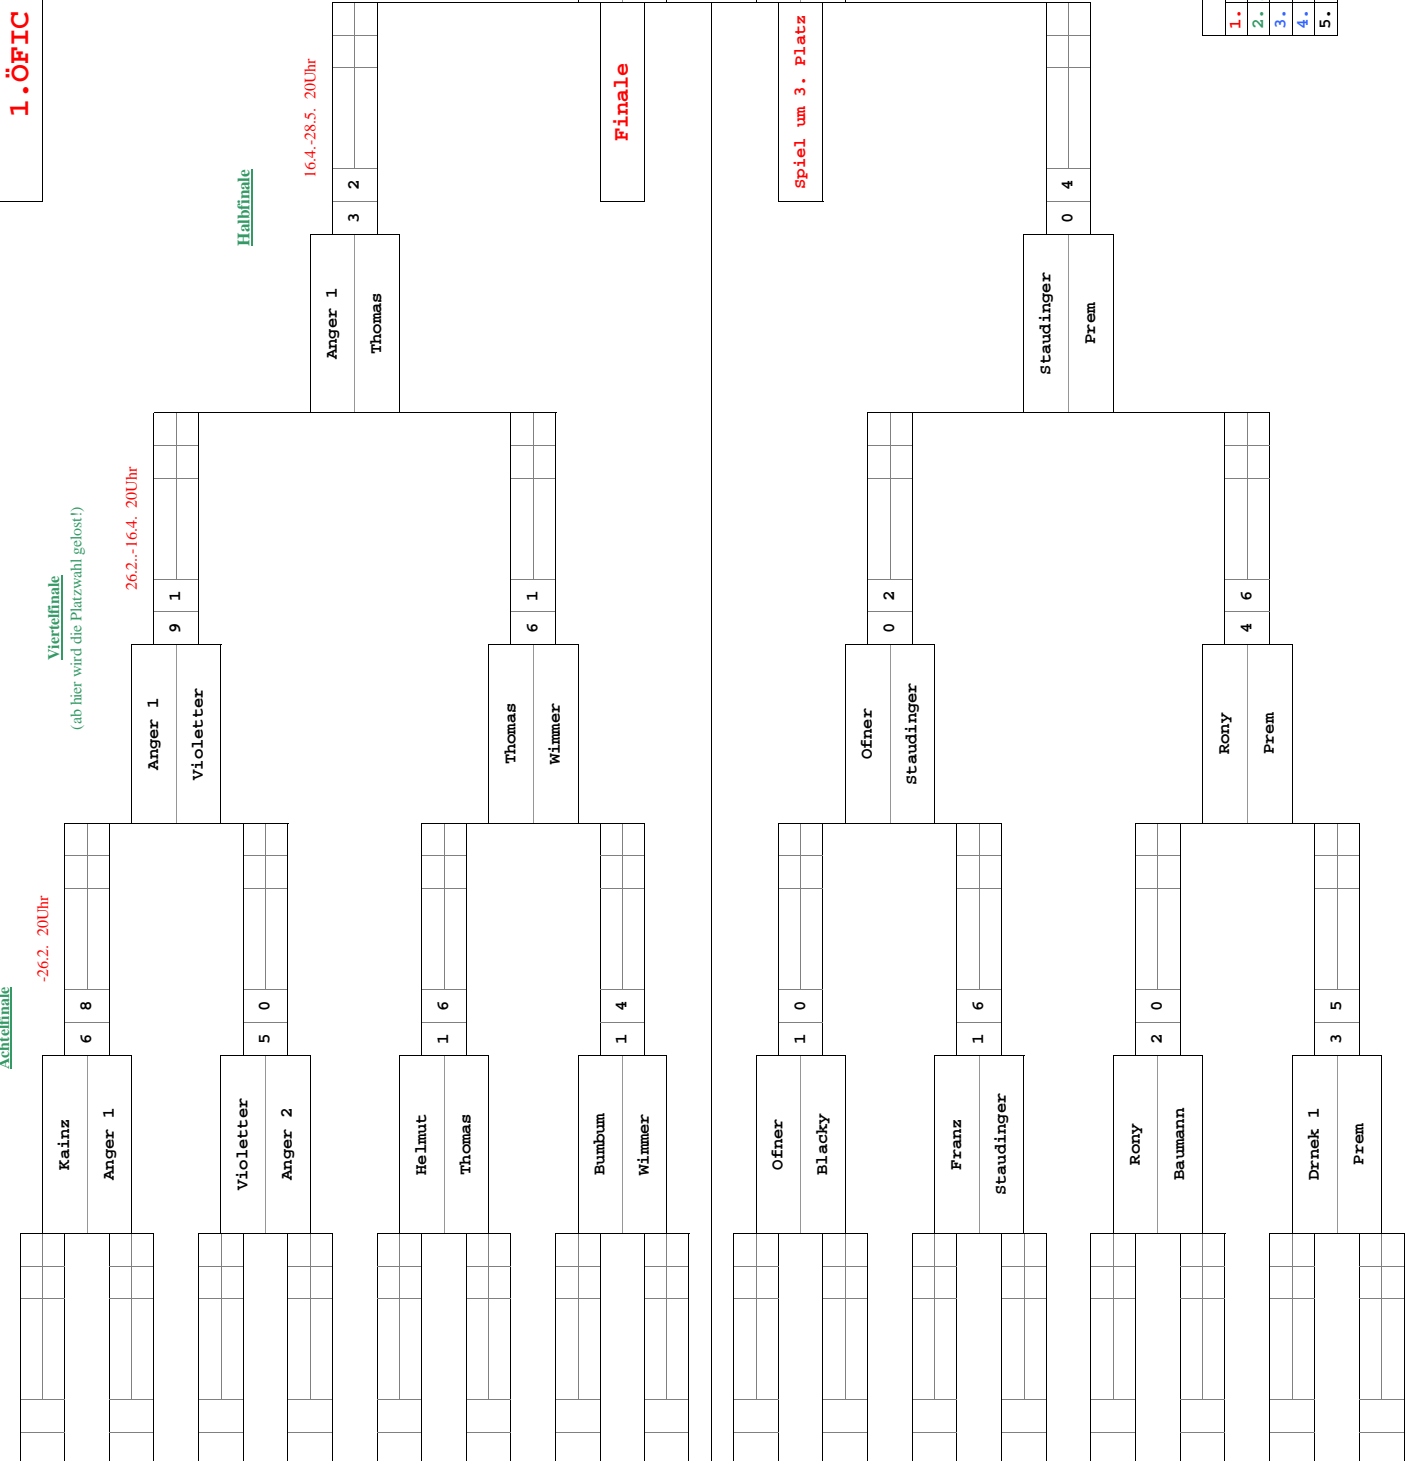 1.ÖFIC
Achtelfinale
-26.2. 20Uhr
Kainz
Anger 1
6 8
Violetter
Anger 2
5 0
Helmut
Thomas
1 6
Bumbum
Wimmer
1 4
Ofner
Blacky
1 0
Franz
Staudinger
1 6
Rony
Baumann
2 0
Drnek 1
Prem
3 5
Viertelfinale
(ab hier wird die Platzwahl gelost!)
26.2..-16.4. 20Uhr
Anger 1
Violetter
9 1
Thomas
Wimmer
6 1
Ofner
Staudinger
0 2
Rony
Prem
4 6
Halbfinale
16.4.-28.5. 20Uhr
Anger 1
Thomas
3 2
Staudinger
Prem
0 4
Finale
Spiel um 3. Platz
1.
2.
3.
4.
5.